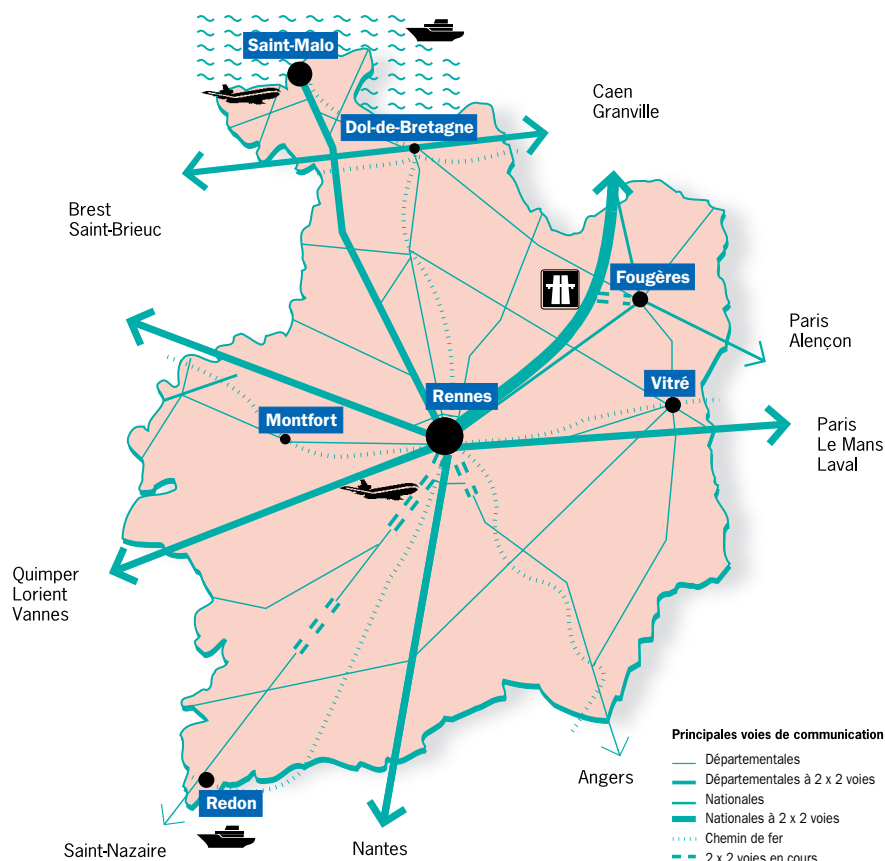 Saint-Malo
Caen
Granville
Dol-de-Bretagne
Brest
Saint-Brieuc
Fougères
Paris
Alençon
Vitré
Rennes
Montfort
Paris
Le Mans
Laval
Quimper
Lorient
Vannes
Principales voies de communication
Départementales
Départementales à 2 x 2 voies
Nationales
Nationales à 2 x 2 voies
Chemin de fer
2 x 2 voies en cours
Angers
Redon
Saint-Nazaire
Nantes